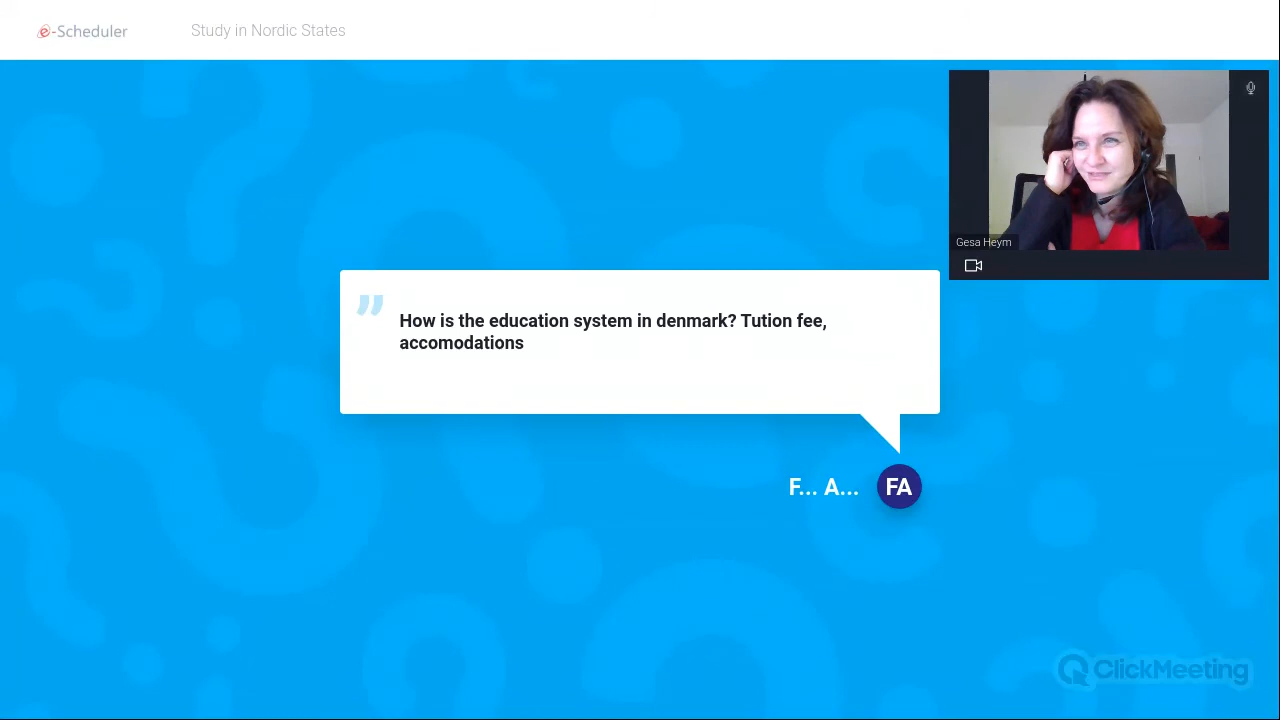 e-Scheduler
Study in Nordic States
Gesa Heym
How is the education system in denmark? Tution fee,
accomodations
F... A...
FA
ClickMeeting